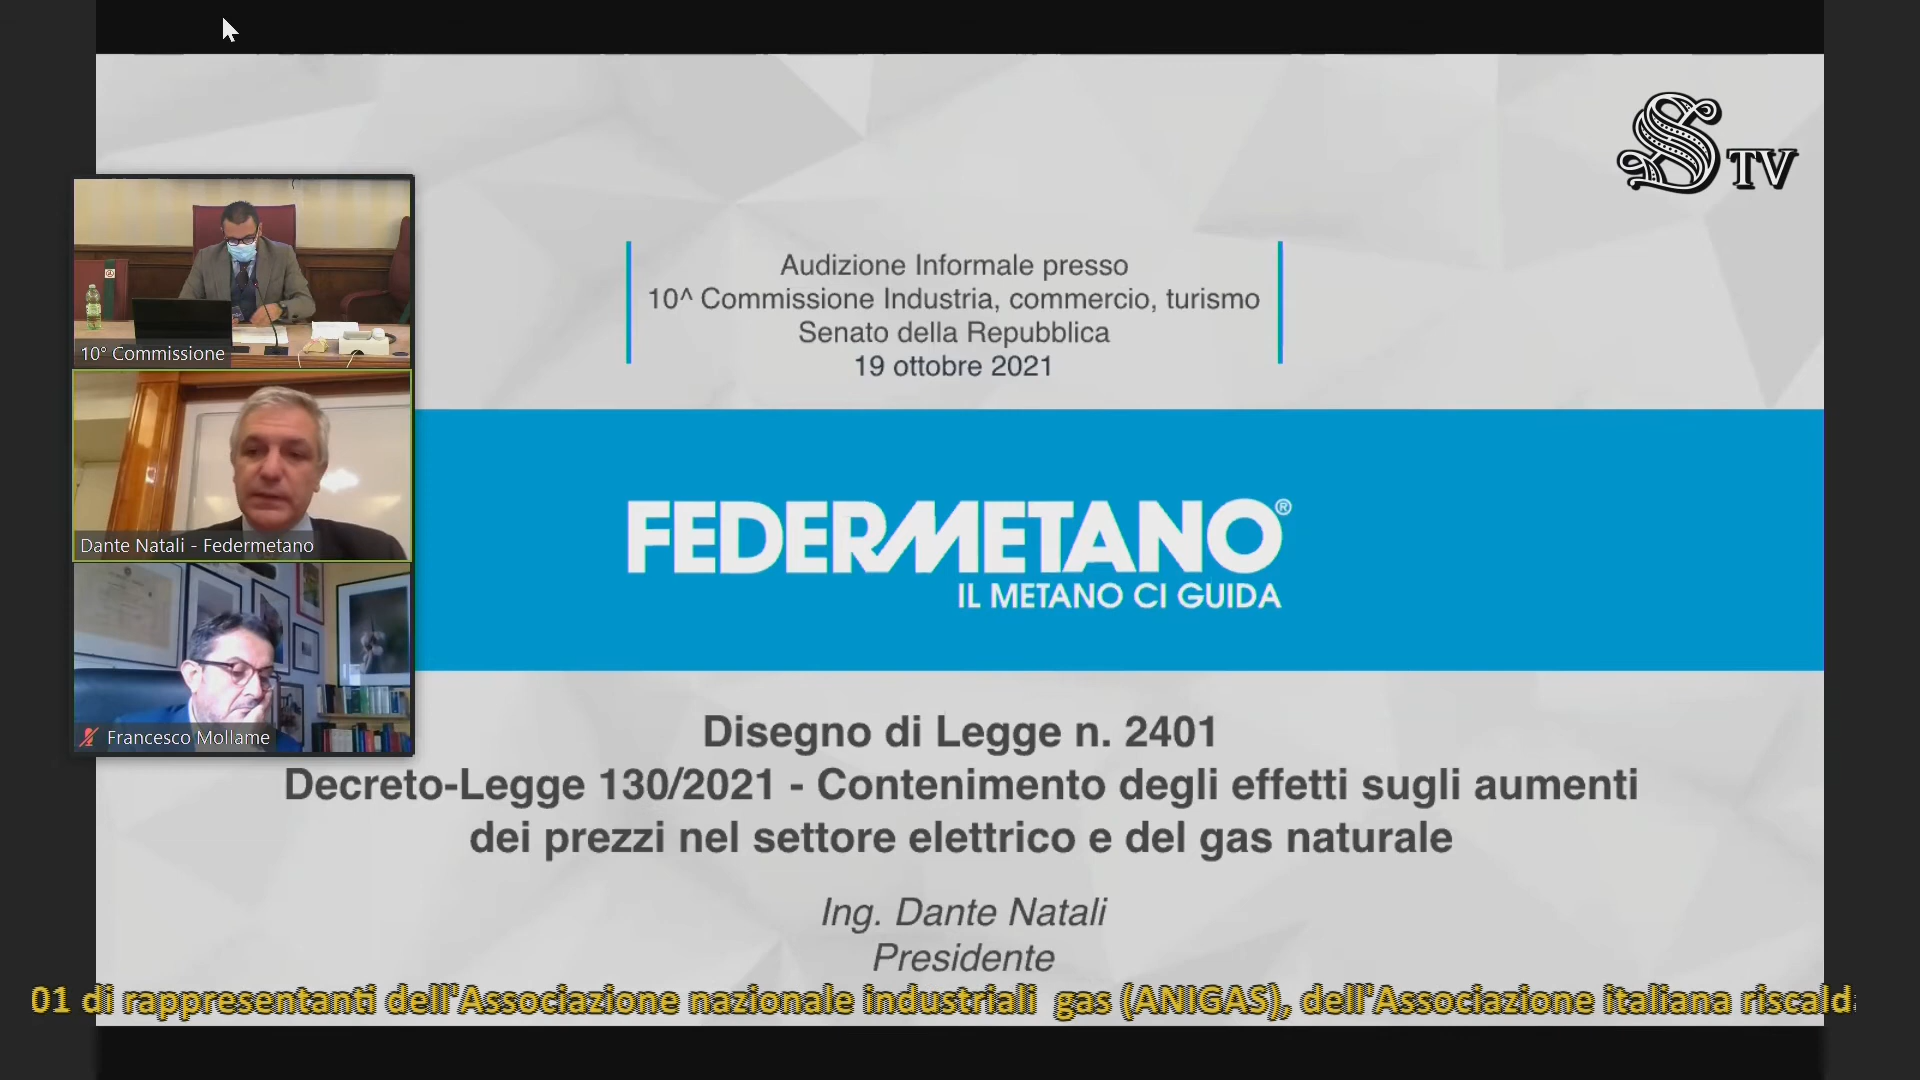 STV
Audizione Informale presso
10^ Commissione Industria, commercio, turismo
Senato della Repubblica
19 ottobre 2021
10° Commissione
Dante Natali - Federmetano
Francesco Mollame
FEDERMETANO®
IL METANO CI GUIDA
Disegno di Legge n. 2401
Decreto-Legge 130/2021 - Contenimento degli effetti sugli aumenti
dei prezzi nel settore elettrico e del gas naturale
Ing. Dante Natali
Presidente
01 di rappresentanti dell'Associazione nazionale industriali gas (ANIGAS), dell'Associazione italiana riscald